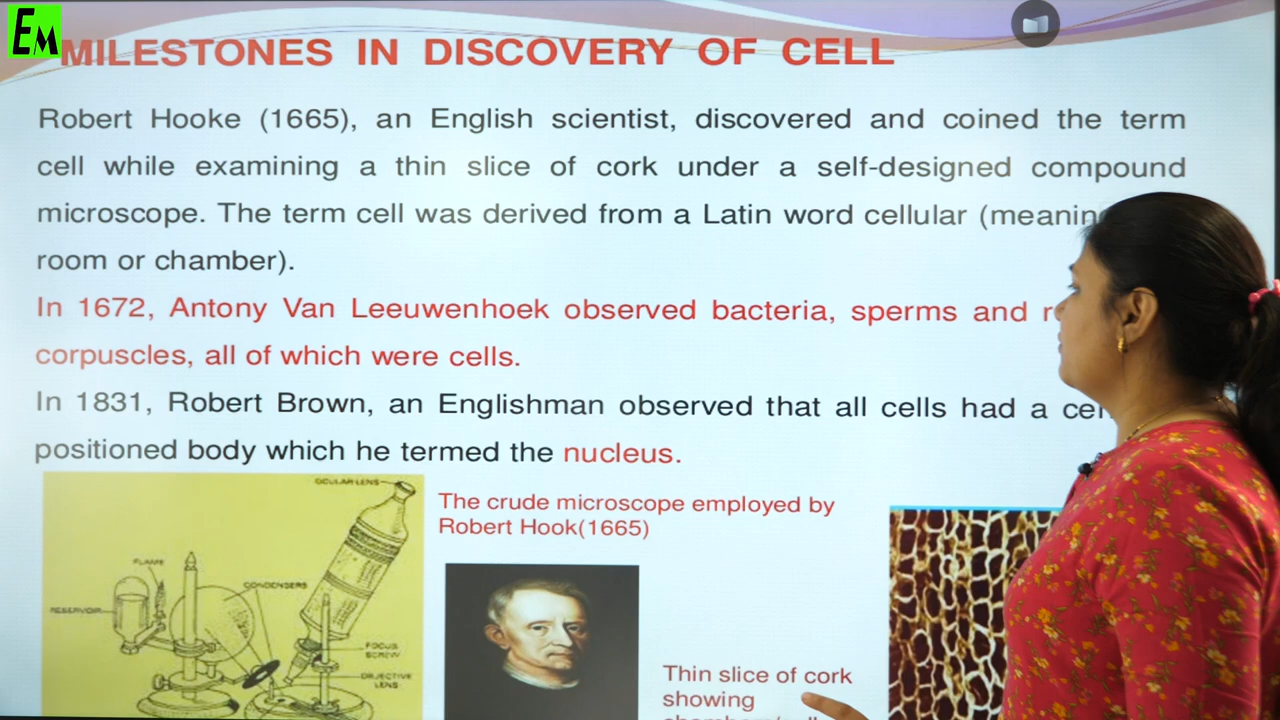 EM
MILESTONES IN DISCOVERY OF CELL
Robert Hooke (1665), an English scientist, discovered and coined the term
cell while examining a thin slice of cork under a self-designed compound
microscope. The term cell was derived from a Latin word cellular (meaning
room or chamber).
In 1672, Antony Van Leeuwenhoek observed bacteria, sperms and
corpuscles, all of which were cells.
In 1831, Robert Brown, an Englishman observed that all cells had a
positioned body which he termed the nucleus.
OCULAR LENS
The crude microscope employed by
Robert Hook(1665)
FLAME
CONDENSERS
RESERVOIR
FOCUS
SCREW
OBJECTIVE
LENS
Thin slice of cork
showing